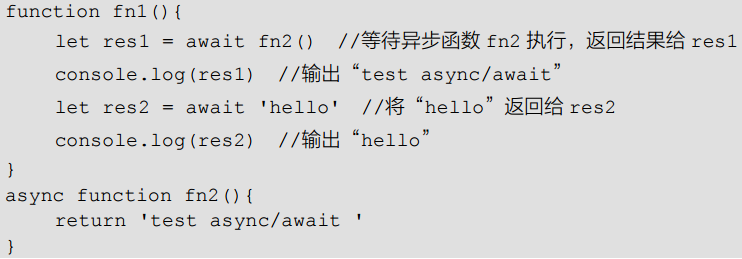 function fn1(){
    let res1 = await fn2()  //等待异步函数 fn2 执行，返回结果给 res1
    console.log(res1)  //输出“test async/await”
    let res2 = await 'hello'  //将“hello”返回给 res2
    console.log(res2)  //输出“hello”
}
async function fn2(){
    return 'test async/await '
}